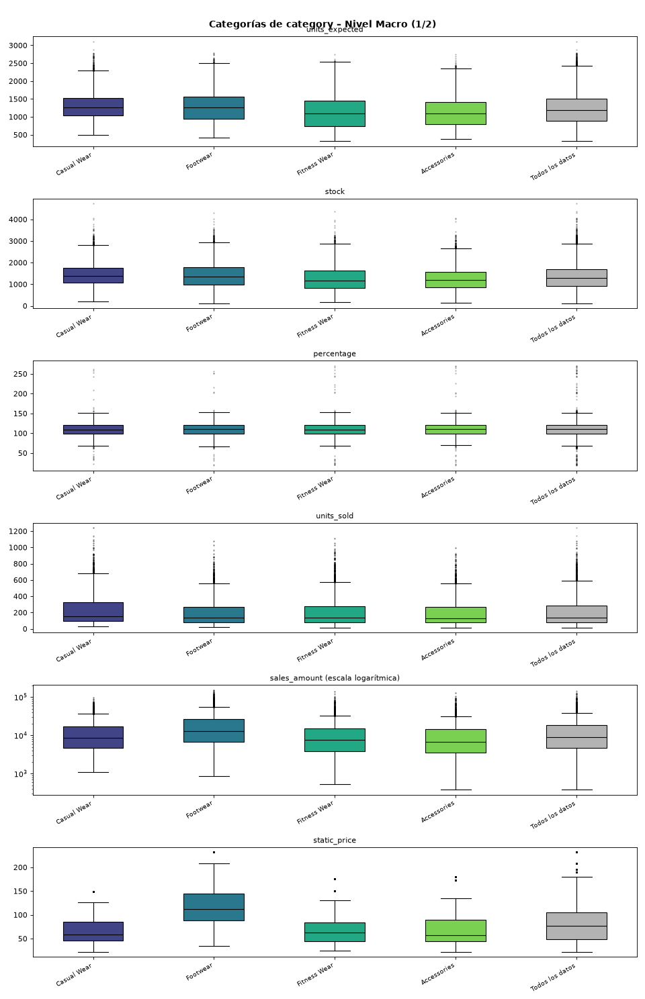 Categorías de category – Nivel Macro (1/2)
units_expected
3000
2500
2000
1500
1000
500
Casual Wear
Footwear
Fitness Wear
Accessories
Todos los datos
stock
4000
3000
2000
1000
0
Casual Wear
Footwear
Fitness Wear
Accessories
Todos los datos
percentage
250
200
150
100
50
Casual Wear
Footwear
Fitness Wear
Accessories
Todos los datos
units_sold
1200
1000
800
600
400
200
0
Casual Wear
Footwear
Fitness Wear
Accessories
Todos los datos
sales_amount (escala logarítmica)
10⁵
10⁴
10³
Casual Wear
Footwear
Fitness Wear
Accessories
Todos los datos
static_price
200
150
100
50
Casual Wear
Footwear
Fitness Wear
Accessories
Todos los datos